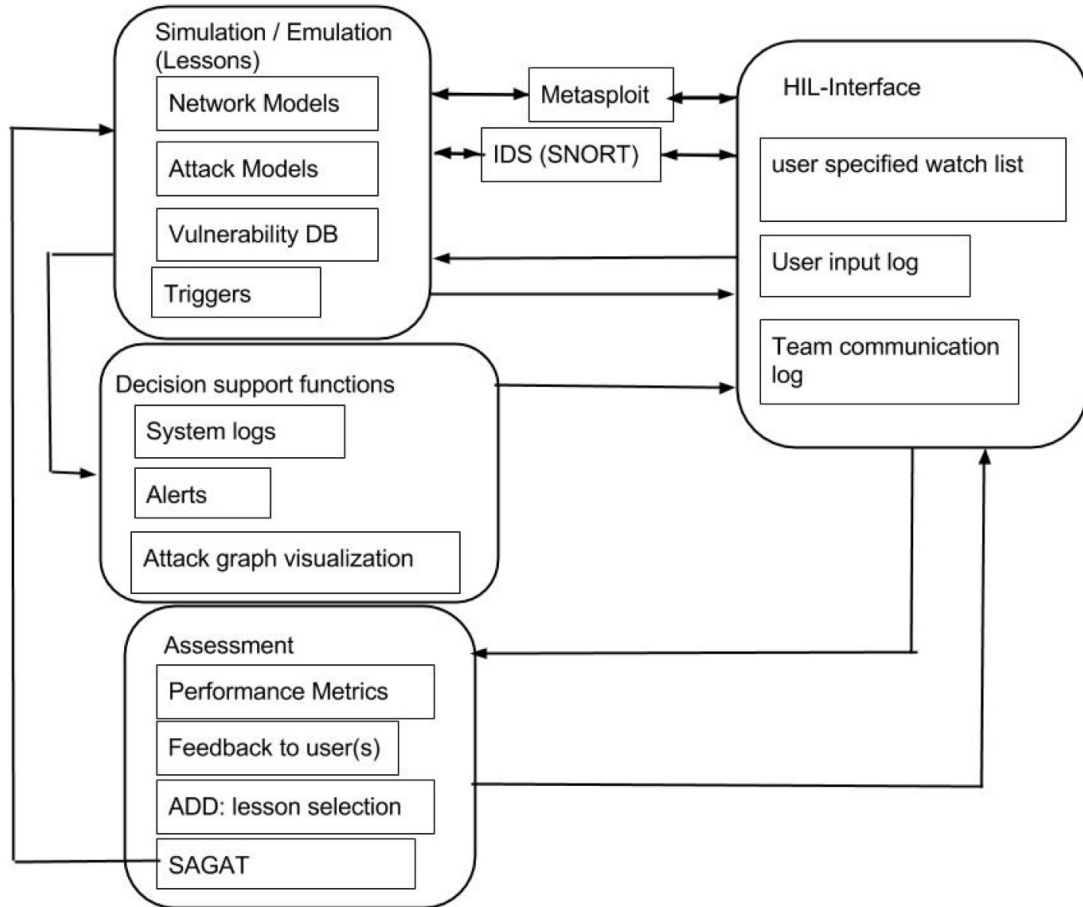 Simulation / Emulation
(Lessons)
Network Models
Attack Models
Vulnerability DB
Triggers
Metasploit
IDS (SNORT)
HIL-Interface
user specified watch list
User input log
Team communication
log
Decision support functions
System logs
Alerts
Attack graph visualization
Assessment
Performance Metrics
Feedback to user(s)
ADD: lesson selection
SAGAT